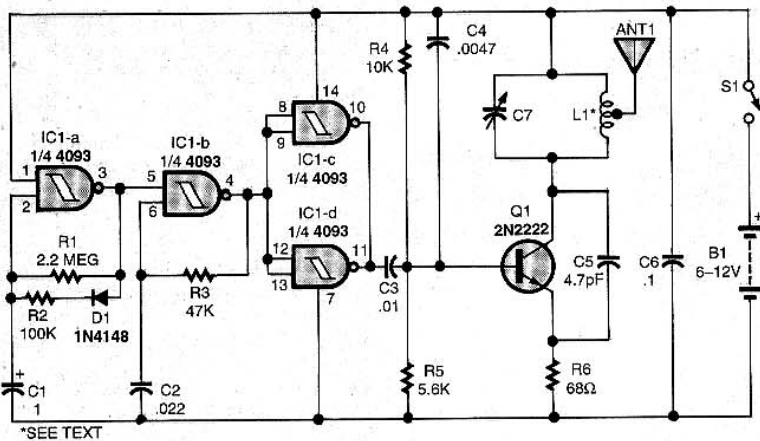 C4
.0047
R4
10K
ANT1
S1
C7
L1*
14
8
10
9
IC1-a
1/4 4093
IC1-b
1/4 4093
IC1-c
1/4 4093
1
3
2
5
4
6
IC1-d
1/4 4093
12
11
13
7
Q1
2N2222
R1
2.2 MEG
R2
100K
D1
1N4148
R3
47K
C3
.01
C5
4.7pF
C6
.1
B1
6–12V
+
R5
5.6K
R6
68Ω
+
C1
1
C2
.022
*SEE TEXT